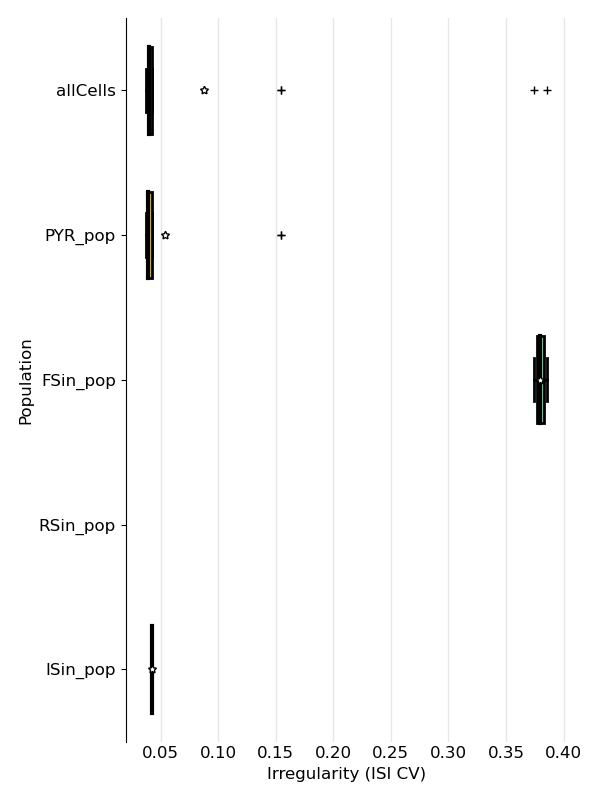 allCells
PYR_pop
FSin_pop
RSin_pop
ISin_pop
Population
0.05 0.10 0.15 0.20 0.25 0.30 0.35 0.40
Irregularity (ISI CV)